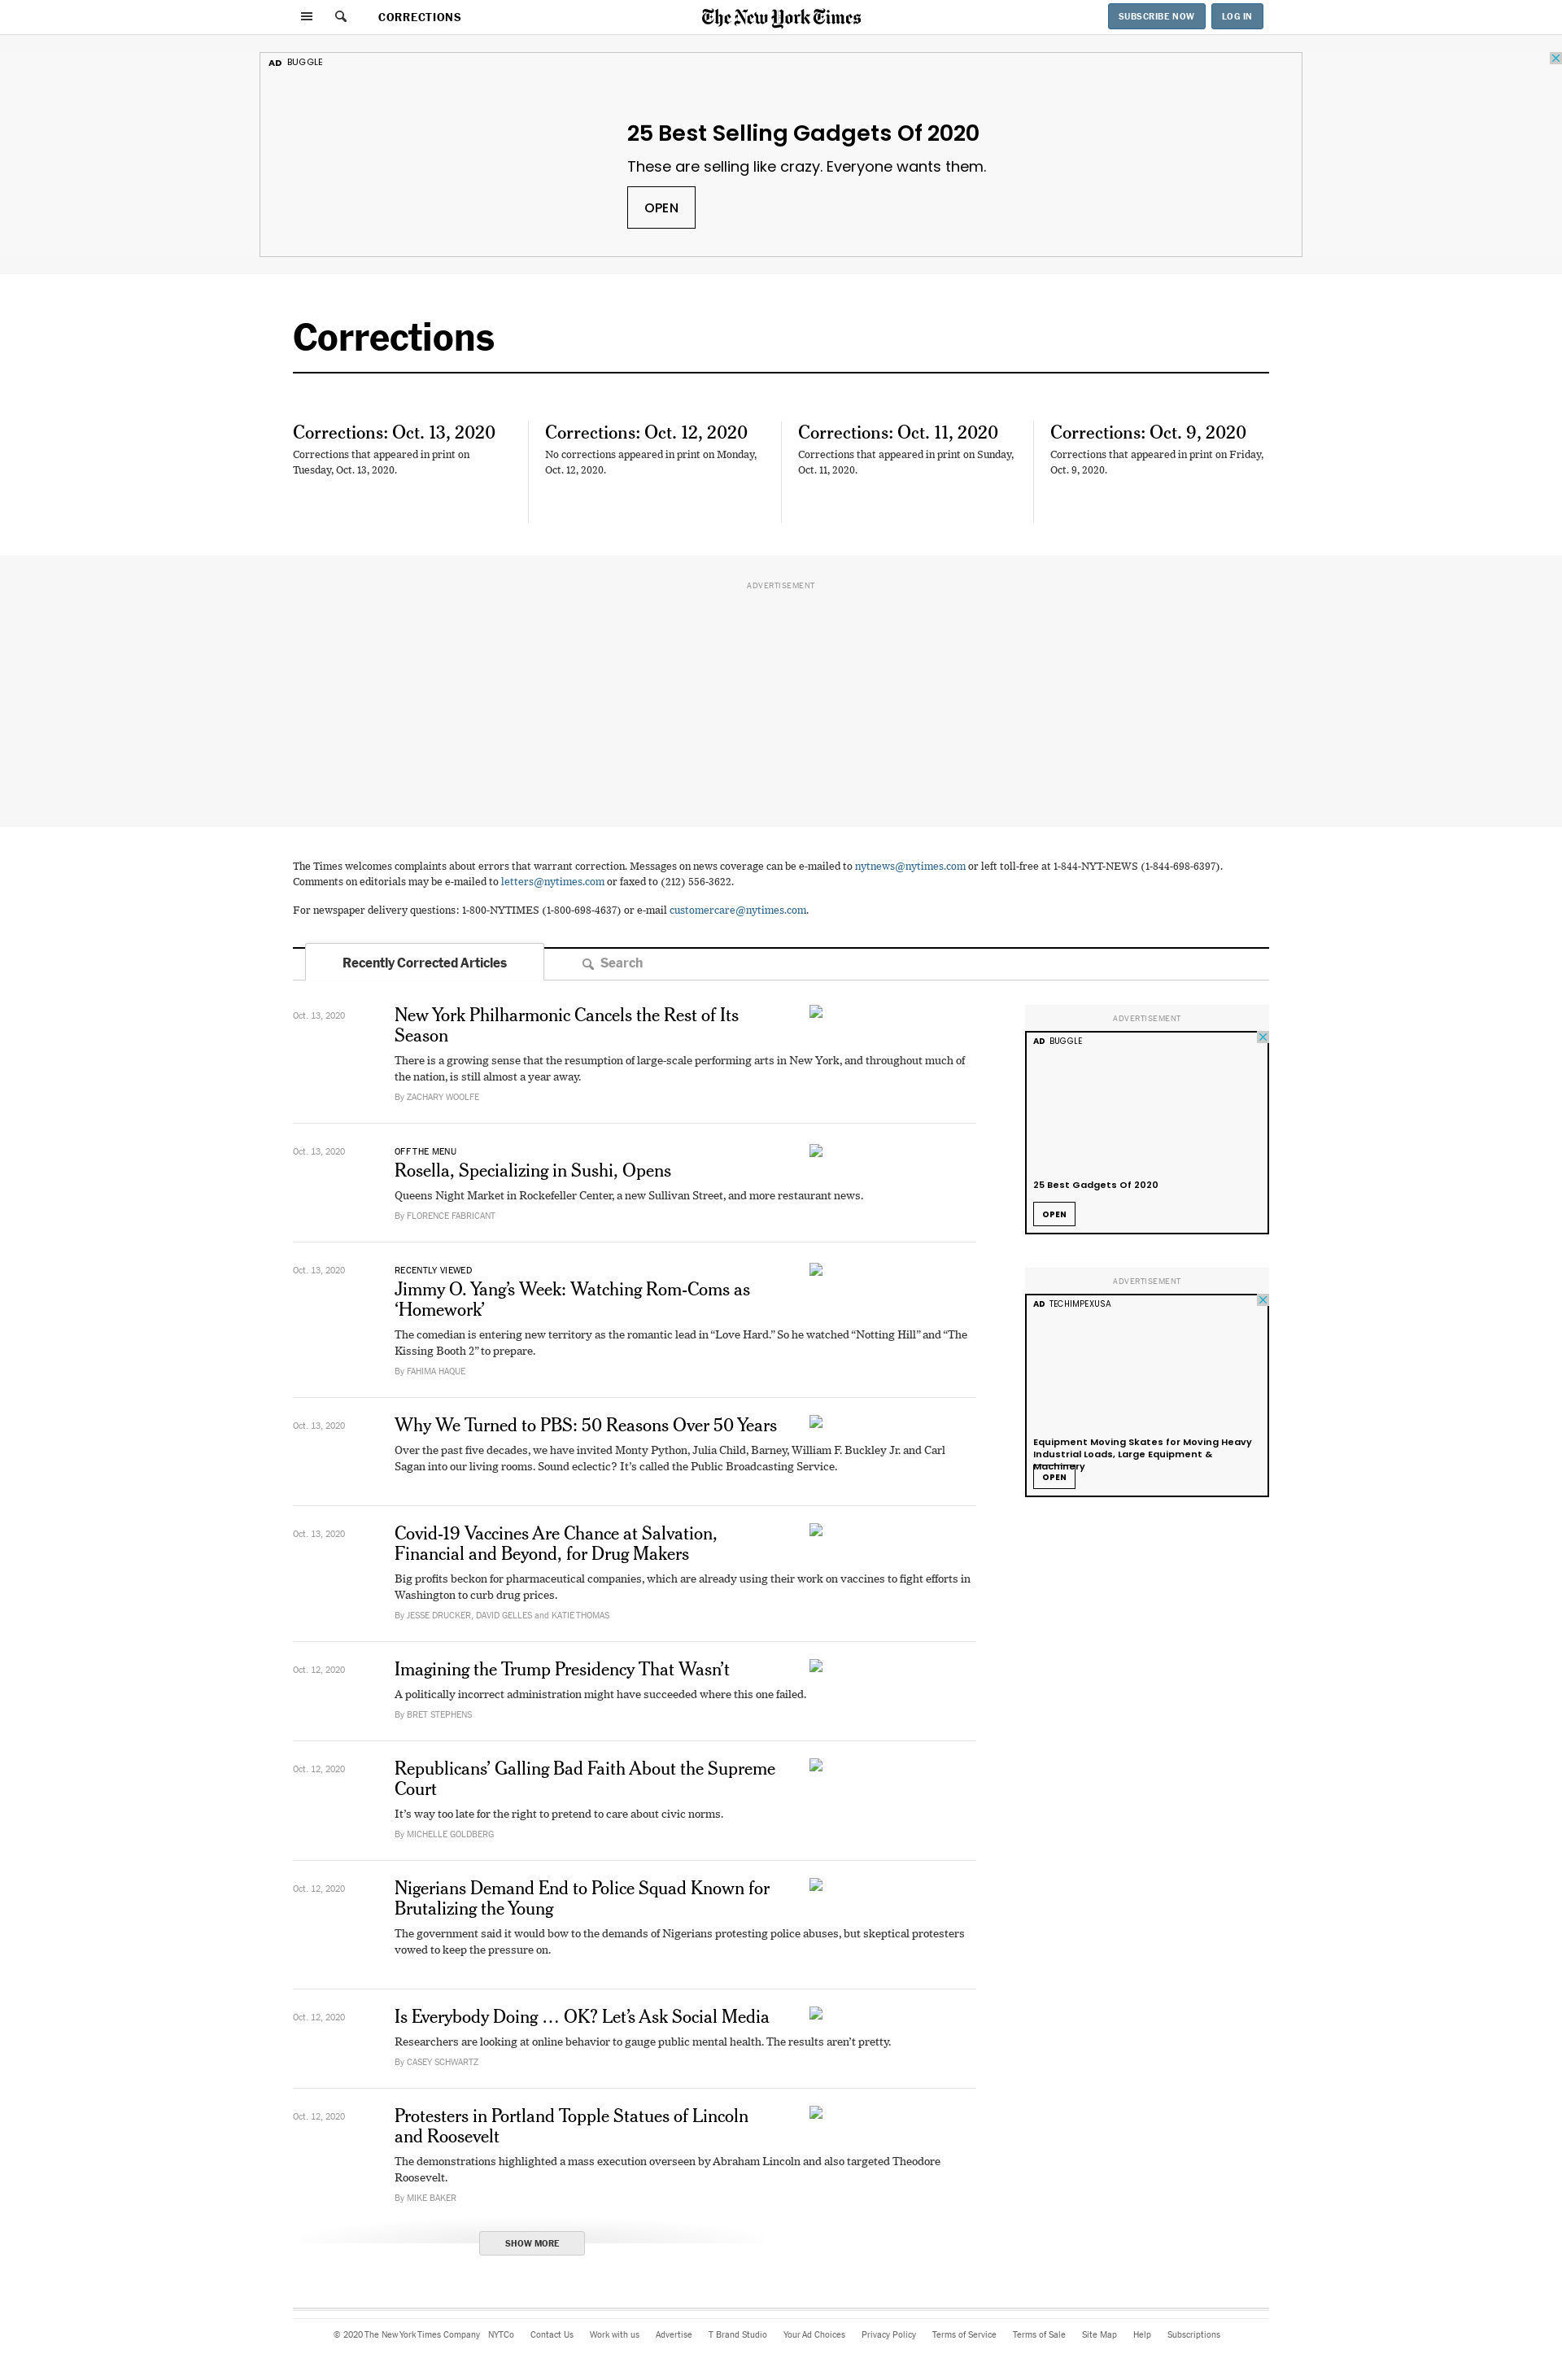 CORRECTIONS
The New York Times
SUBSCRIBE NOW
LOG IN
AD BUGGLE
25 Best Selling Gadgets Of 2020
These are selling like crazy. Everyone wants them.
OPEN
Corrections
Corrections: Oct. 13, 2020
Corrections that appeared in print on
Tuesday, Oct. 13, 2020.
Corrections: Oct. 12, 2020
No corrections appeared in print on Monday,
Oct. 12, 2020.
Corrections: Oct. 11, 2020
Corrections that appeared in print on Sunday,
Oct. 11, 2020.
Corrections: Oct. 9, 2020
Corrections that appeared in print on Friday,
Oct. 9, 2020.
ADVERTISEMENT
The Times welcomes complaints about errors that warrant correction. Messages on news coverage can be e-mailed to nytnews@nytimes.com or left toll-free at 1-844-NYT-NEWS (1-844-698-6397).
Comments on editorials may be e-mailed to letters@nytimes.com or faxed to (212) 556-3622.
For newspaper delivery questions: 1-800-NYTIMES (1-800-698-4637) or e-mail customercare@nytimes.com.
Recently Corrected Articles
Search
Oct. 13, 2020
New York Philharmonic Cancels the Rest of Its
Season
There is a growing sense that the resumption of large-scale performing arts in New York, and throughout much of
the nation, is still almost a year away.
By ZACHARY WOOLFE
Oct. 13, 2020
OFF THE MENU
Rosella, Specializing in Sushi, Opens
Queens Night Market in Rockefeller Center, a new Sullivan Street, and more restaurant news.
By FLORENCE FABRICANT
Oct. 13, 2020
RECENTLY VIEWED
Jimmy O. Yang’s Week: Watching Rom-Coms as
‘Homework’
The comedian is entering new territory as the romantic lead in “Love Hard.” So he watched “Notting Hill” and “The
Kissing Booth 2” to prepare.
By FAHIMA HAQUE
Oct. 13, 2020
Why We Turned to PBS: 50 Reasons Over 50 Years
Over the past five decades, we have invited Monty Python, Julia Child, Barney, William F. Buckley Jr. and Carl
Sagan into our living rooms. Sound eclectic? It’s called the Public Broadcasting Service.
Oct. 13, 2020
Covid-19 Vaccines Are Chance at Salvation,
Financial and Beyond, for Drug Makers
Big profits beckon for pharmaceutical companies, which are already using their work on vaccines to fight efforts in
Washington to curb drug prices.
By JESSE DRUCKER, DAVID GELLES and KATIE THOMAS
Oct. 12, 2020
Imagining the Trump Presidency That Wasn’t
A politically incorrect administration might have succeeded where this one failed.
By BRET STEPHENS
Oct. 12, 2020
Republicans’ Galling Bad Faith About the Supreme
Court
It’s way too late for the right to pretend to care about civic norms.
By MICHELLE GOLDBERG
Oct. 12, 2020
Nigerians Demand End to Police Squad Known for
Brutalizing the Young
The government said it would bow to the demands of Nigerians protesting police abuses, but skeptical protesters
vowed to keep the pressure on.
Oct. 12, 2020
Is Everybody Doing … OK? Let’s Ask Social Media
Researchers are looking at online behavior to gauge public mental health. The results aren’t pretty.
By CASEY SCHWARTZ
Oct. 12, 2020
Protesters in Portland Topple Statues of Lincoln
and Roosevelt
The demonstrations highlighted a mass execution overseen by Abraham Lincoln and also targeted Theodore
Roosevelt.
By MIKE BAKER
SHOW MORE
ADVERTISEMENT
AD BUGGLE
25 Best Gadgets Of 2020
OPEN
ADVERTISEMENT
AD TECHIMPEXUSA
Equipment Moving Skates for Moving Heavy
Industrial Loads, Large Equipment &
Machinery
OPEN
© 2020 The New York Times Company NYTCo Contact Us Work with us Advertise T Brand Studio Your Ad Choices Privacy Policy Terms of Service Terms of Sale Site Map Help Subscriptions